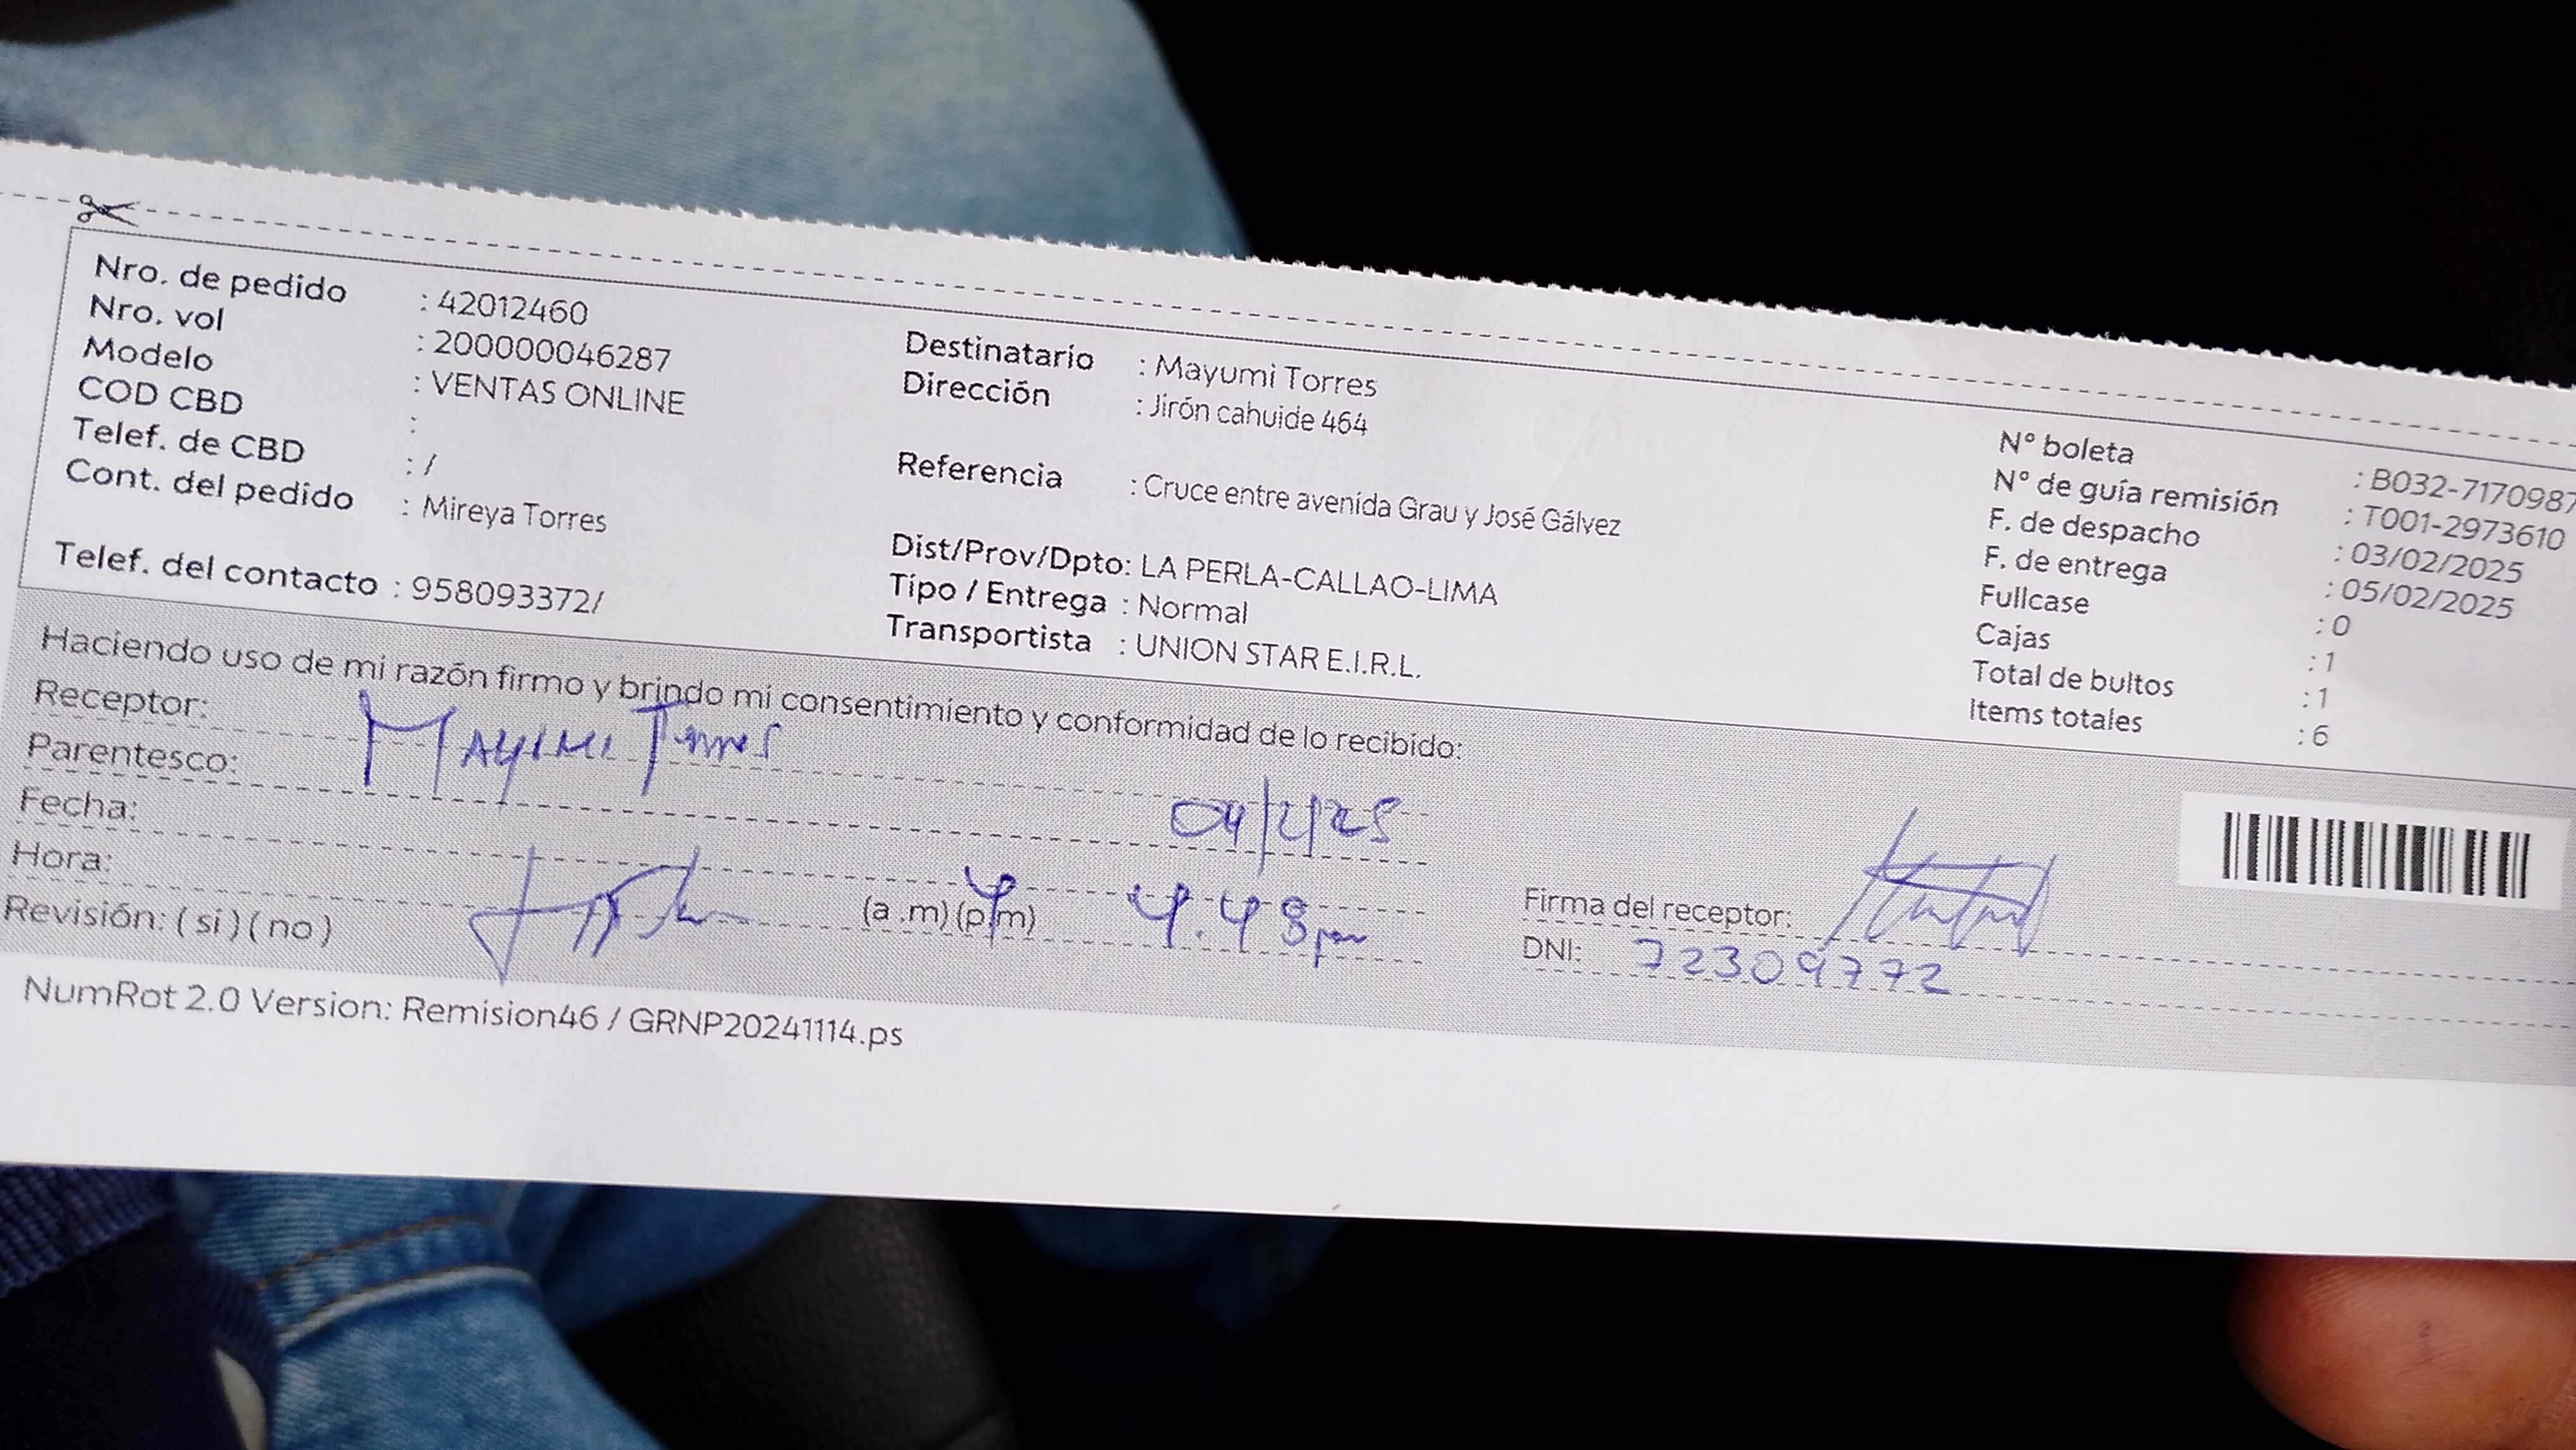 Nro. de pedido : 42012460
Nro. vol : 200000046287
Modelo : VENTAS ONLINE
COD CBD :
Telef. de CBD : /
Cont. del pedido : Mireya Torres
Telef. del contacto : 958093372/
Destinatario : Mayumi Torres
Dirección : Jirón cahuide 464
Referencia : Cruce entre avenida Grau y José Gálvez
Dist/Prov/Dpto: LA PERLA-CALLAO-LIMA
Tipo / Entrega : Normal
Transportista : UNION STAR E.I.R.L.
N° boleta : B032-7170987
N° de guía remisión : T001-2973610
F. de despacho : 03/02/2025
F. de entrega : 05/02/2025
Fullcase : 0
Cajas : 1
Total de bultos : 1
Items totales : 6
Haciendo uso de mi razón firmo y brindo mi consentimiento y conformidad de lo recibido:
Receptor: Mayumi Torres
Parentesco:
Fecha: 04/2/25
Hora: (a .m) (p.m) 4.48 pm
Revisión: ( si ) ( no )
Firma del receptor:
DNI: 72309772
NumRot 2.0 Version: Remision46 / GRNP20241114.ps